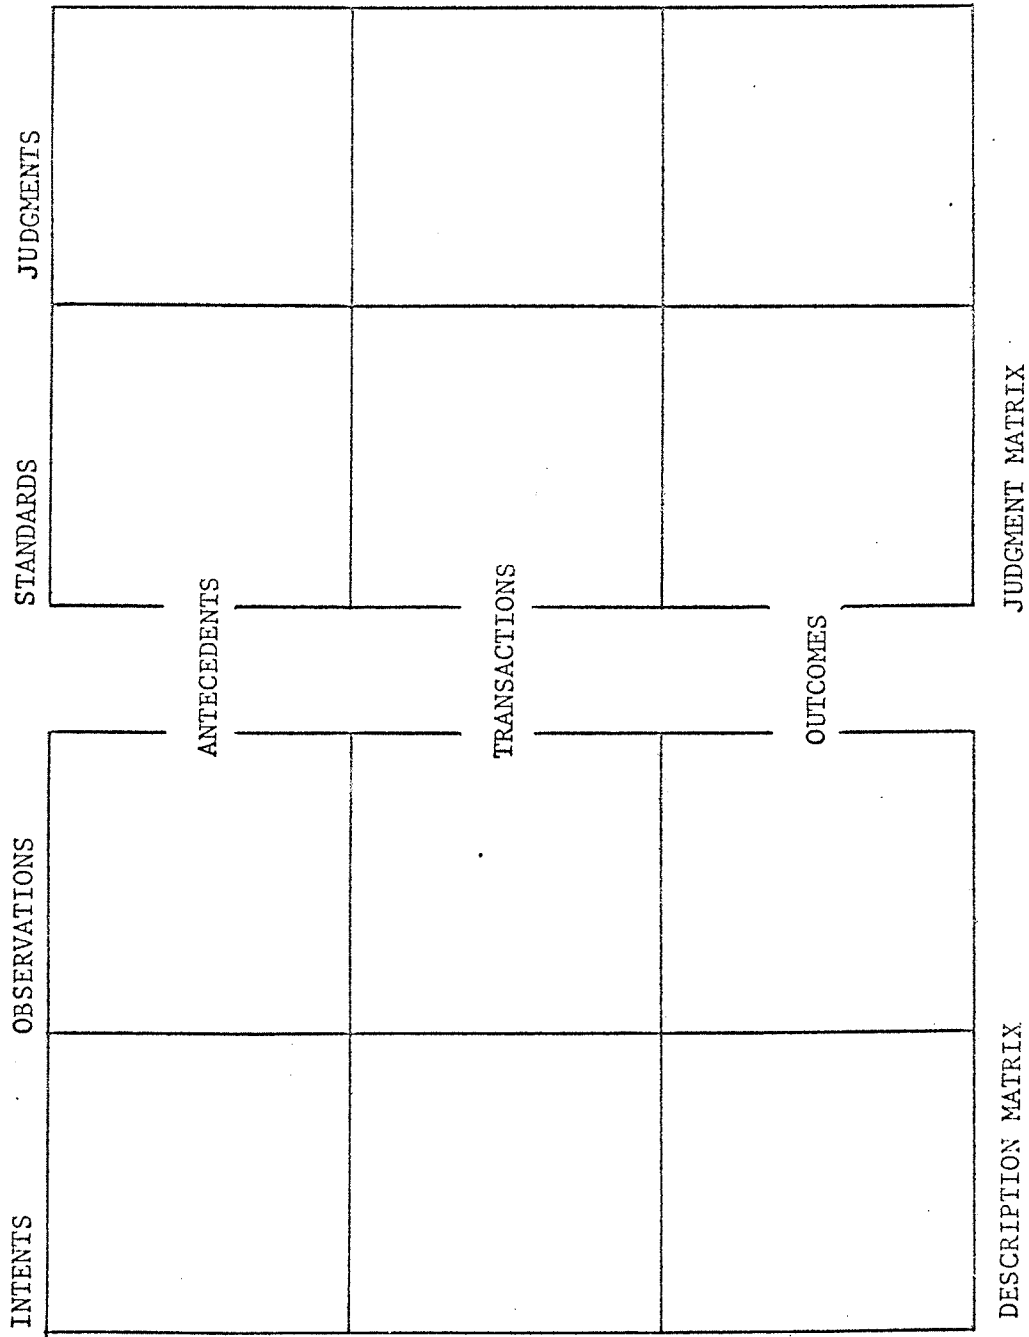 INTENTS OBSERVATIONS STANDARDS JUDGMENTS
ANTECEDENTS
TRANSACTIONS
OUTCOMES
DESCRIPTION MATRIX JUDGMENT MATRIX